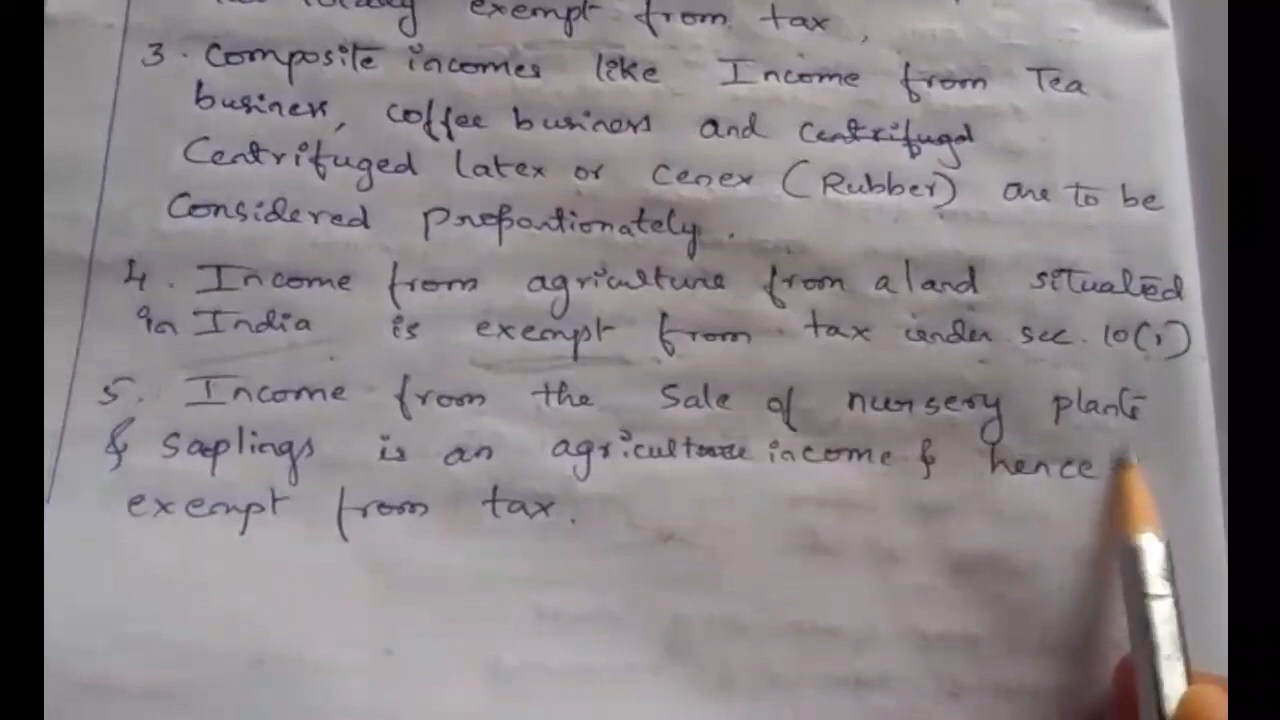 totally exempt from tax,
3. Composite incomes like Income from Tea
business, coffee business and centrifugd
Centrifuged latex or cenex (Rubber) are to be
Considered proportionately.
4. Income from agriculture from a land situated
in India is exempt from tax under sec. 10(1)
5. Income from the sale of nursery plants
& saplings is an agriculture income & hence
exempt from tax.